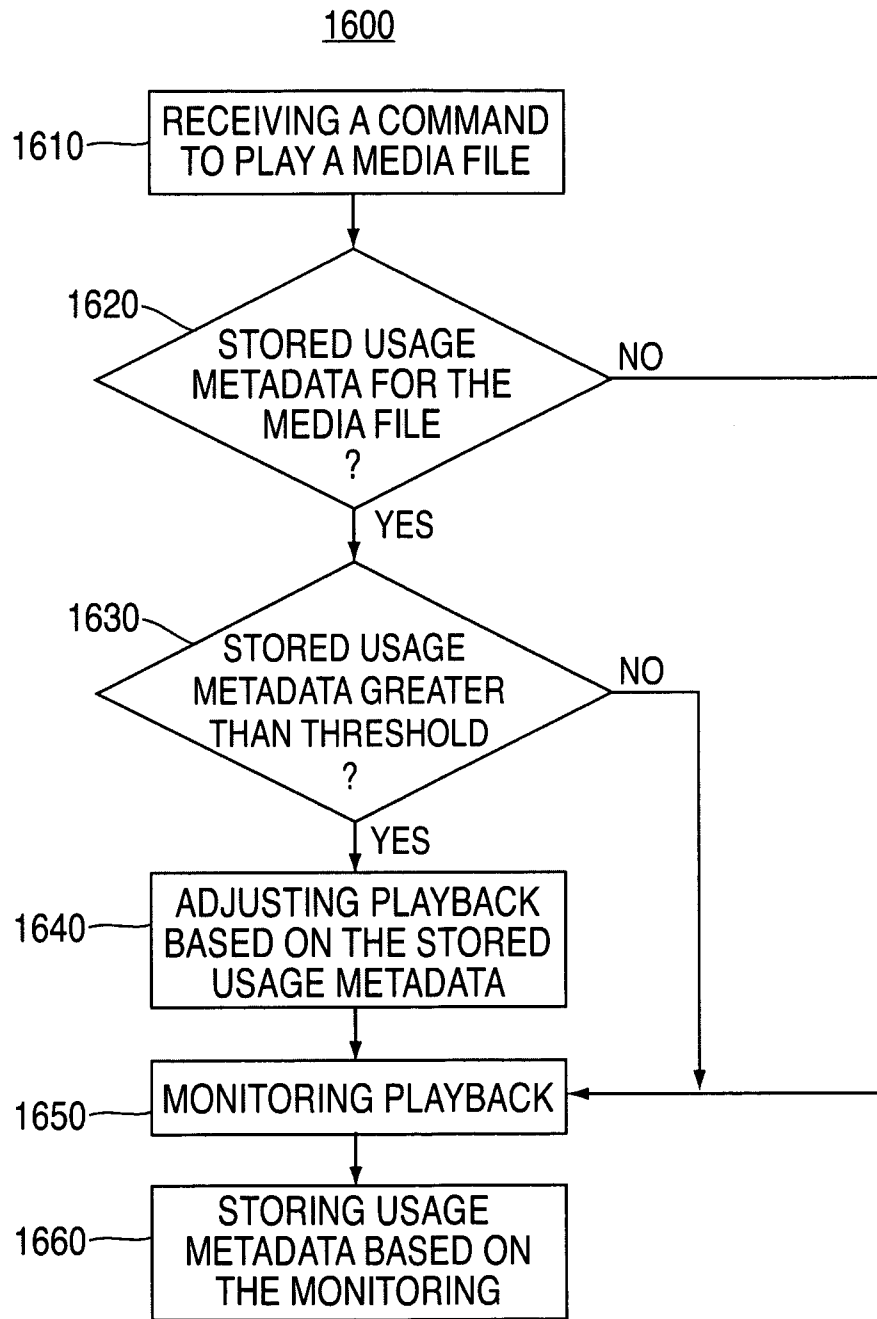 1600
1610
RECEIVING A COMMAND
TO PLAY A MEDIA FILE
1620
STORED USAGE
METADATA FOR THE
MEDIA FILE
?
NO
YES
1630
STORED USAGE
METADATA GREATER
THAN THRESHOLD
?
NO
YES
1640
ADJUSTING PLAYBACK
BASED ON THE STORED
USAGE METADATA
1650
MONITORING PLAYBACK
1660
STORING USAGE
METADATA BASED ON
THE MONITORING